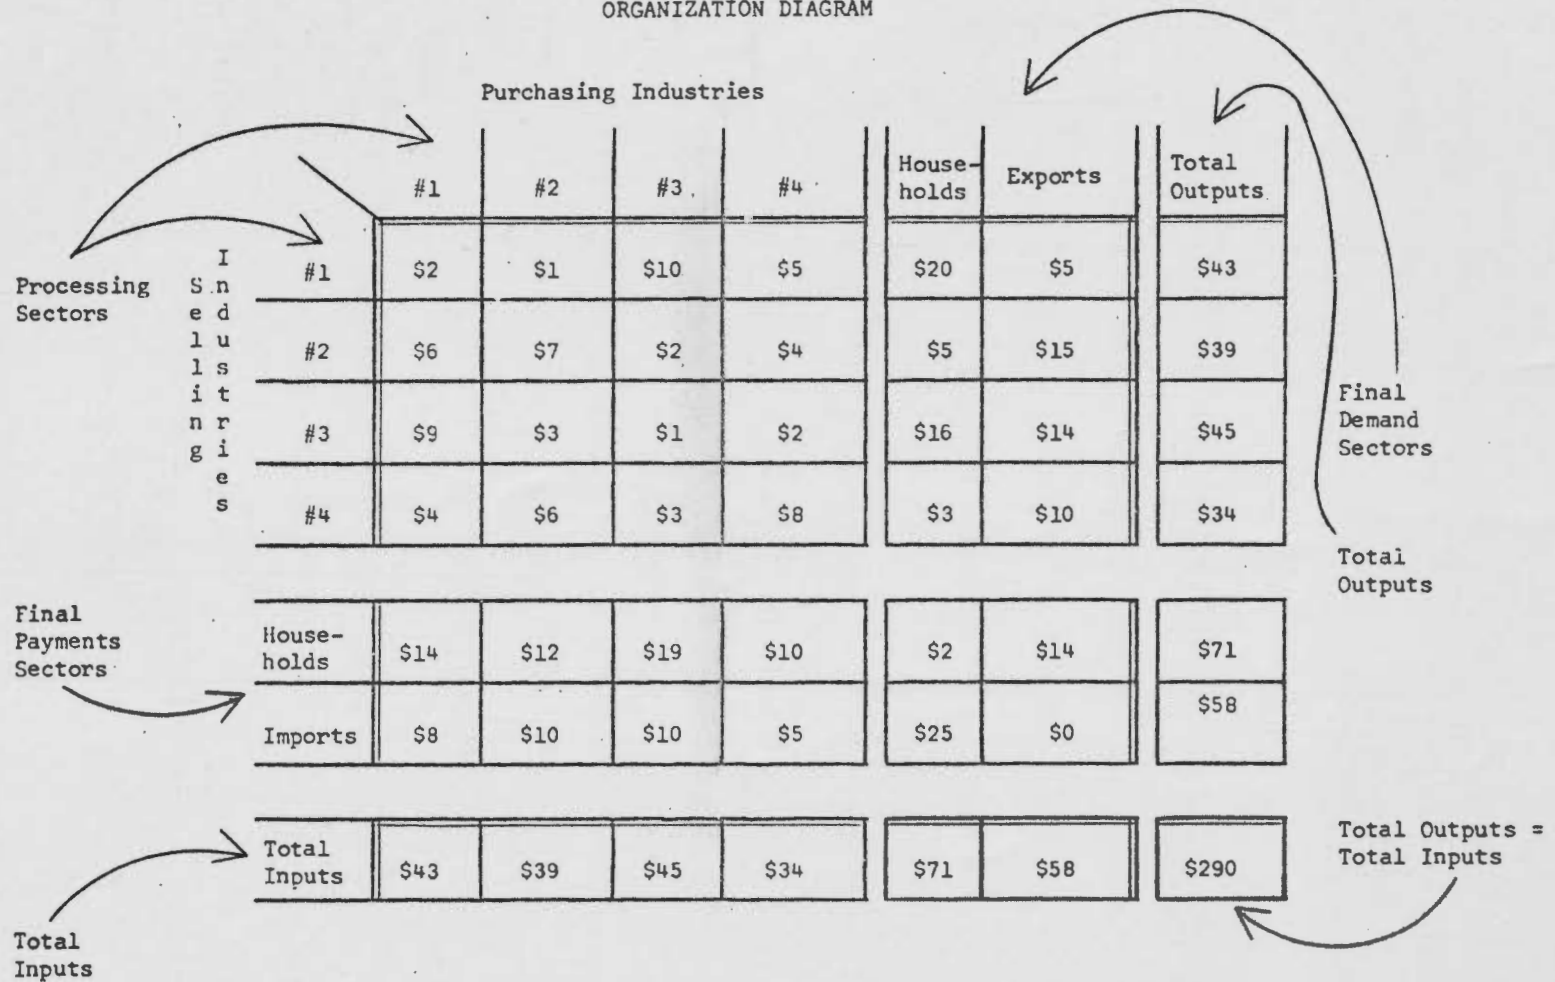 ORGANIZATION DIAGRAM
Purchasing Industries
#1 #2 #3 #4 House- Exports Total
holds Outputs
Processing
Sectors
Selling
Industries
#1 $2 $1 $10 $5 $20 $5 $43
#2 $6 $7 $2 $4 $5 $15 $39
#3 $9 $3 $1 $2 $16 $14 $45
#4 $4 $6 $3 $8 $3 $10 $34
Final
Demand
Sectors
Total
Outputs
Final
Payments
Sectors
House-
holds $14 $12 $19 $10 $2 $14 $71
Imports $8 $10 $10 $5 $25 $0 $58
Total
Inputs $43 $39 $45 $34 $71 $58 $290
Total Outputs =
Total Inputs
Total
Inputs